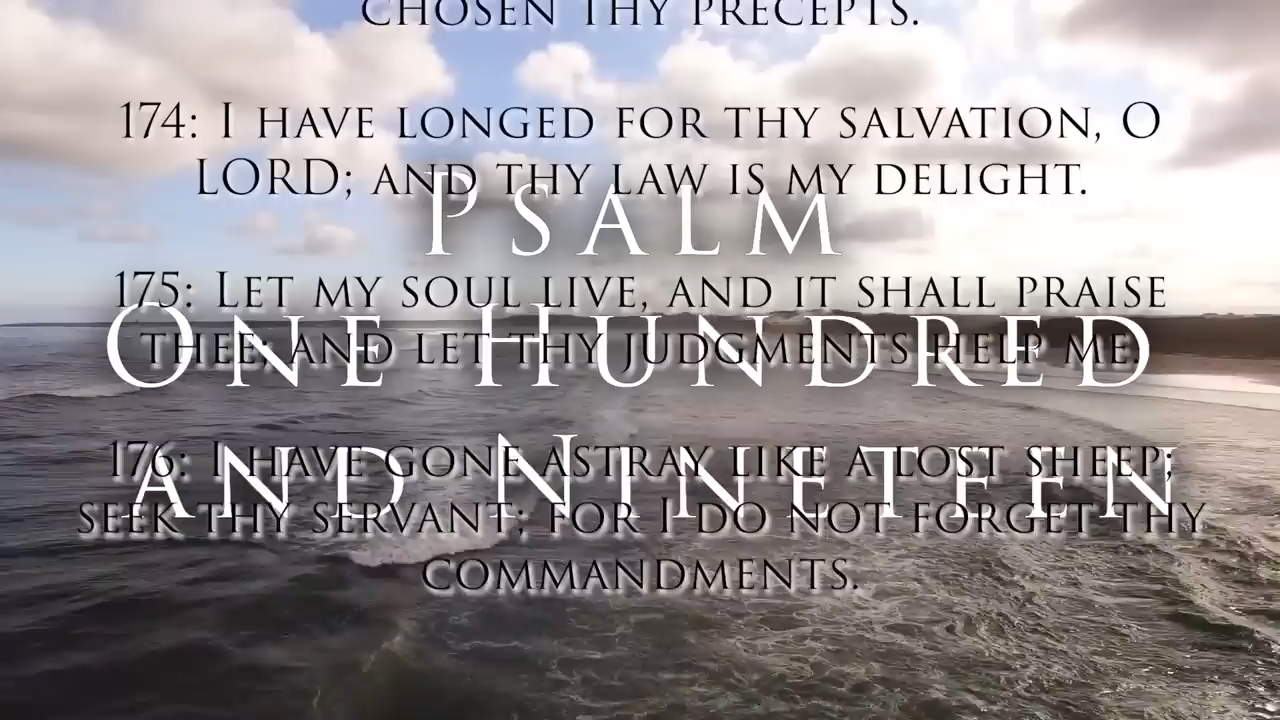 CHOSEN THY PRECEPTS.
174: I HAVE LONGED FOR THY SALVATION, O
LORD; AND THY LAW IS MY DELIGHT.
PSALM
175: LET MY SOUL LIVE, AND IT SHALL PRAISE
ONE HUNDRED
THEE; AND LET THY JUDGMENTS HELP ME.
176: I HAVE GONE ASTRAY LIKE A LOST SHEEP;
AND NINETEEN
SEEK THY SERVANT; FOR I DO NOT FORGET THY
COMMANDMENTS.